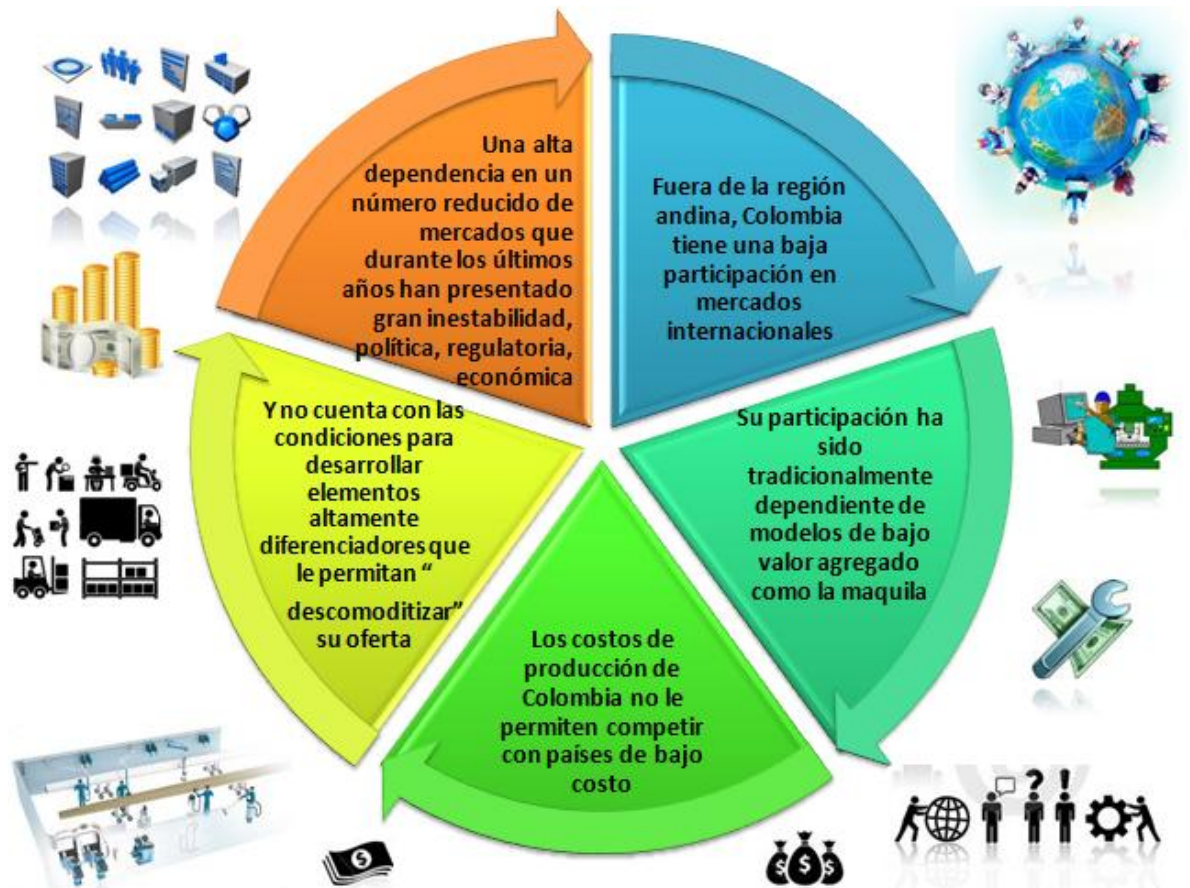 Una alta
dependencia en un
número reducido de
mercados que
durante los últimos
años han presentado
gran inestabilidad,
política, regulatoria,
económica
Fuera de la región
andina, Colombia
tiene una baja
participación en
mercados
internacionales
Su participación ha
sido
tradicionalmente
dependiente de
modelos de bajo
valor agregado
como la maquila
Los costos de
producción de
Colombia no le
permiten competir
con países de bajo
costo
Y no cuenta con las
condiciones para
desarrollar
elementos
altamente
diferenciadores que
le permitan “
descomoditizar”
su oferta